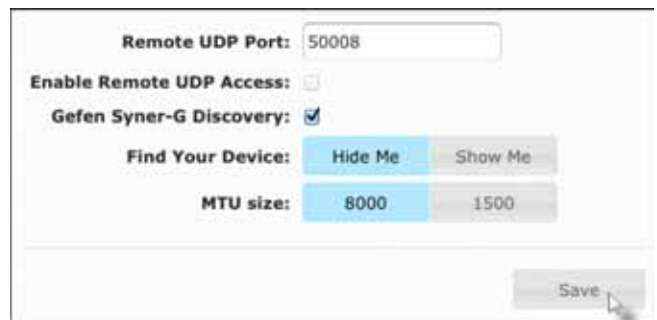 Remote UDP Port: 50008
Enable Remote UDP Access:
Gefen Syner-G Discovery:
Find Your Device: Hide Me Show Me
MTU size: 8000 1500
Save